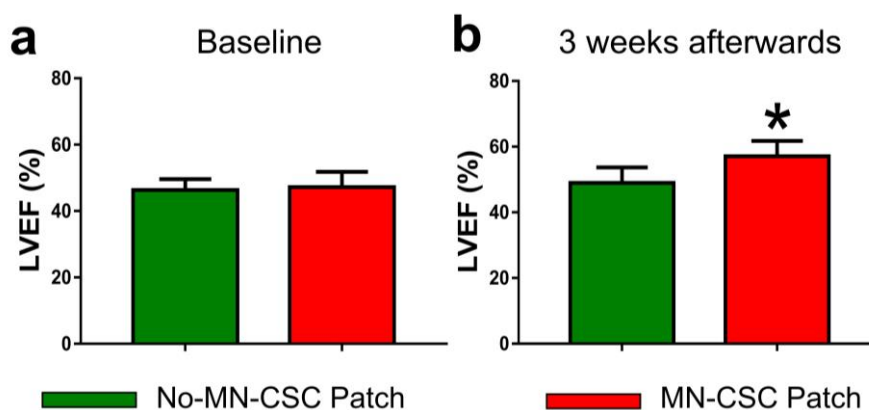 a Baseline
LVEF (%)
80
60
40
20
0
b 3 weeks afterwards
LVEF (%)
80
60
40
20
0
*
No-MN-CSC Patch
MN-CSC Patch